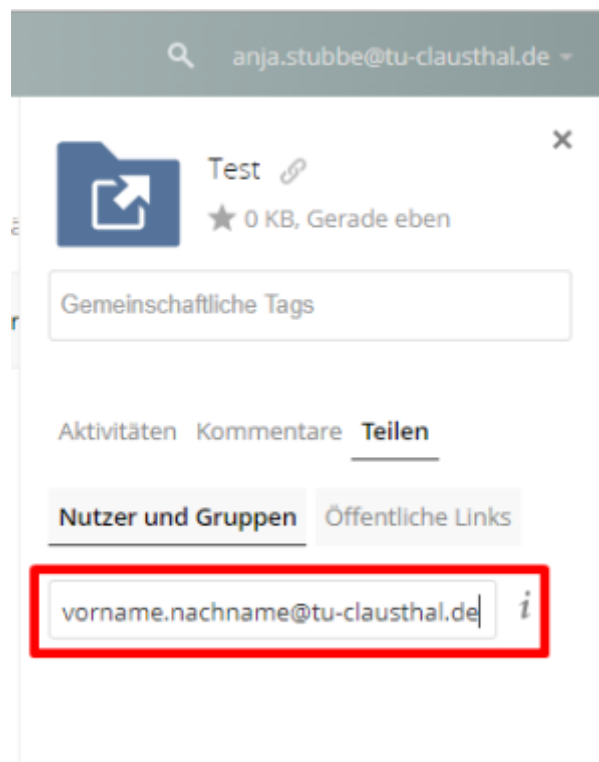 anja.stubbe@tu-clausthal.de
Test
0 KB, Gerade eben
Gemeinschaftliche Tags
Aktivitäten Kommentare Teilen
Nutzer und Gruppen Öffentliche Links
vorname.nachname@tu-clausthal.de i